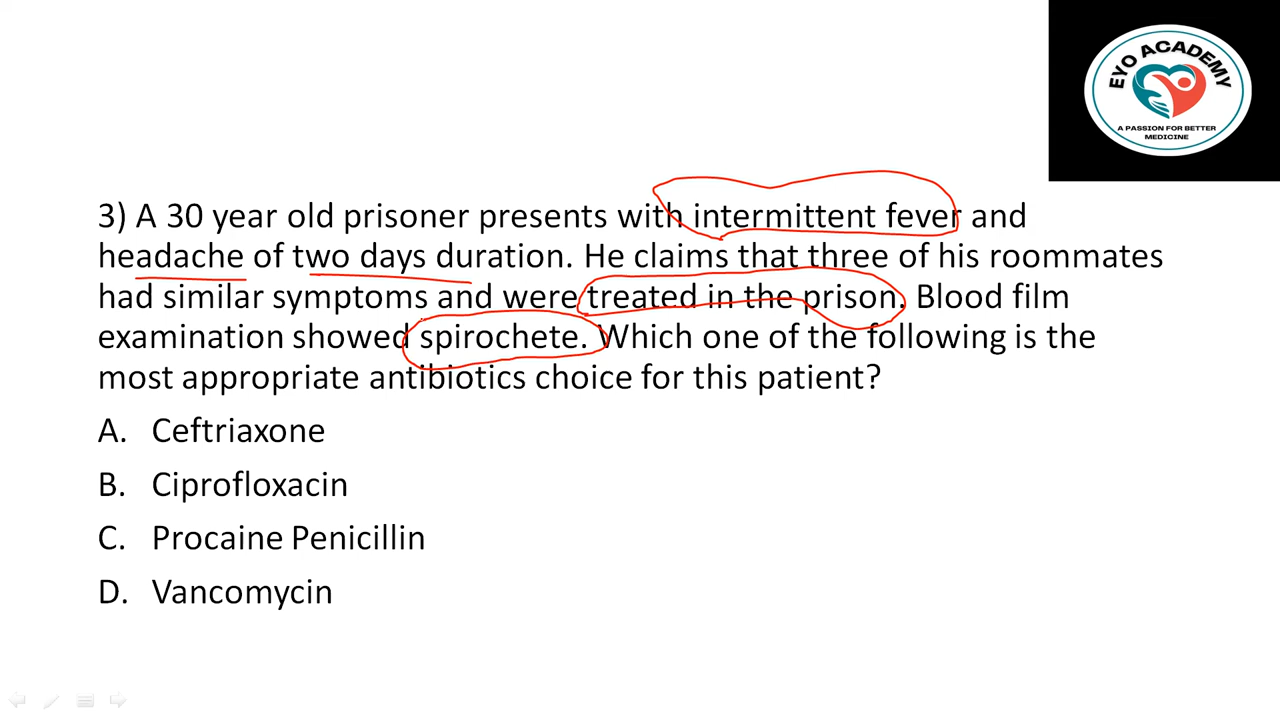 EYO ACADEMY
A PASSION FOR BETTER
MEDICINE
3) A 30 year old prisoner presents with intermittent fever and
headache of two days duration. He claims that three of his roommates
had similar symptoms and were treated in the prison. Blood film
examination showed spirochete. Which one of the following is the
most appropriate antibiotics choice for this patient?
A. Ceftriaxone
B. Ciprofloxacin
C. Procaine Penicillin
D. Vancomycin